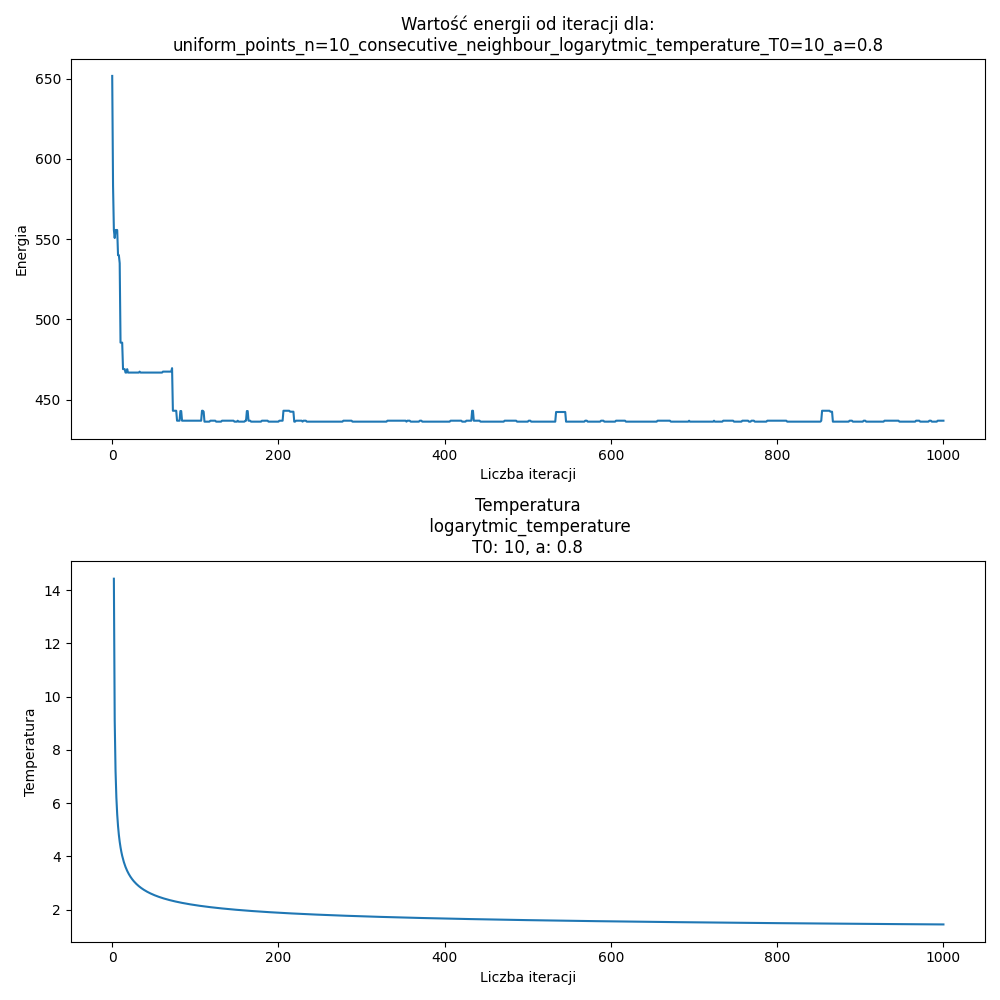 Wartość energii od iteracji dla:
uniform_points_n=10_consecutive_neighbour_logarytmic_temperature_T0=10_a=0.8
650
600
550
500
450
Energia
0 200 400 600 800 1000
Liczba iteracji
Temperatura
logarytmic_temperature
T0: 10, a: 0.8
14
12
10
8
6
4
2
Temperatura
0 200 400 600 800 1000
Liczba iteracji